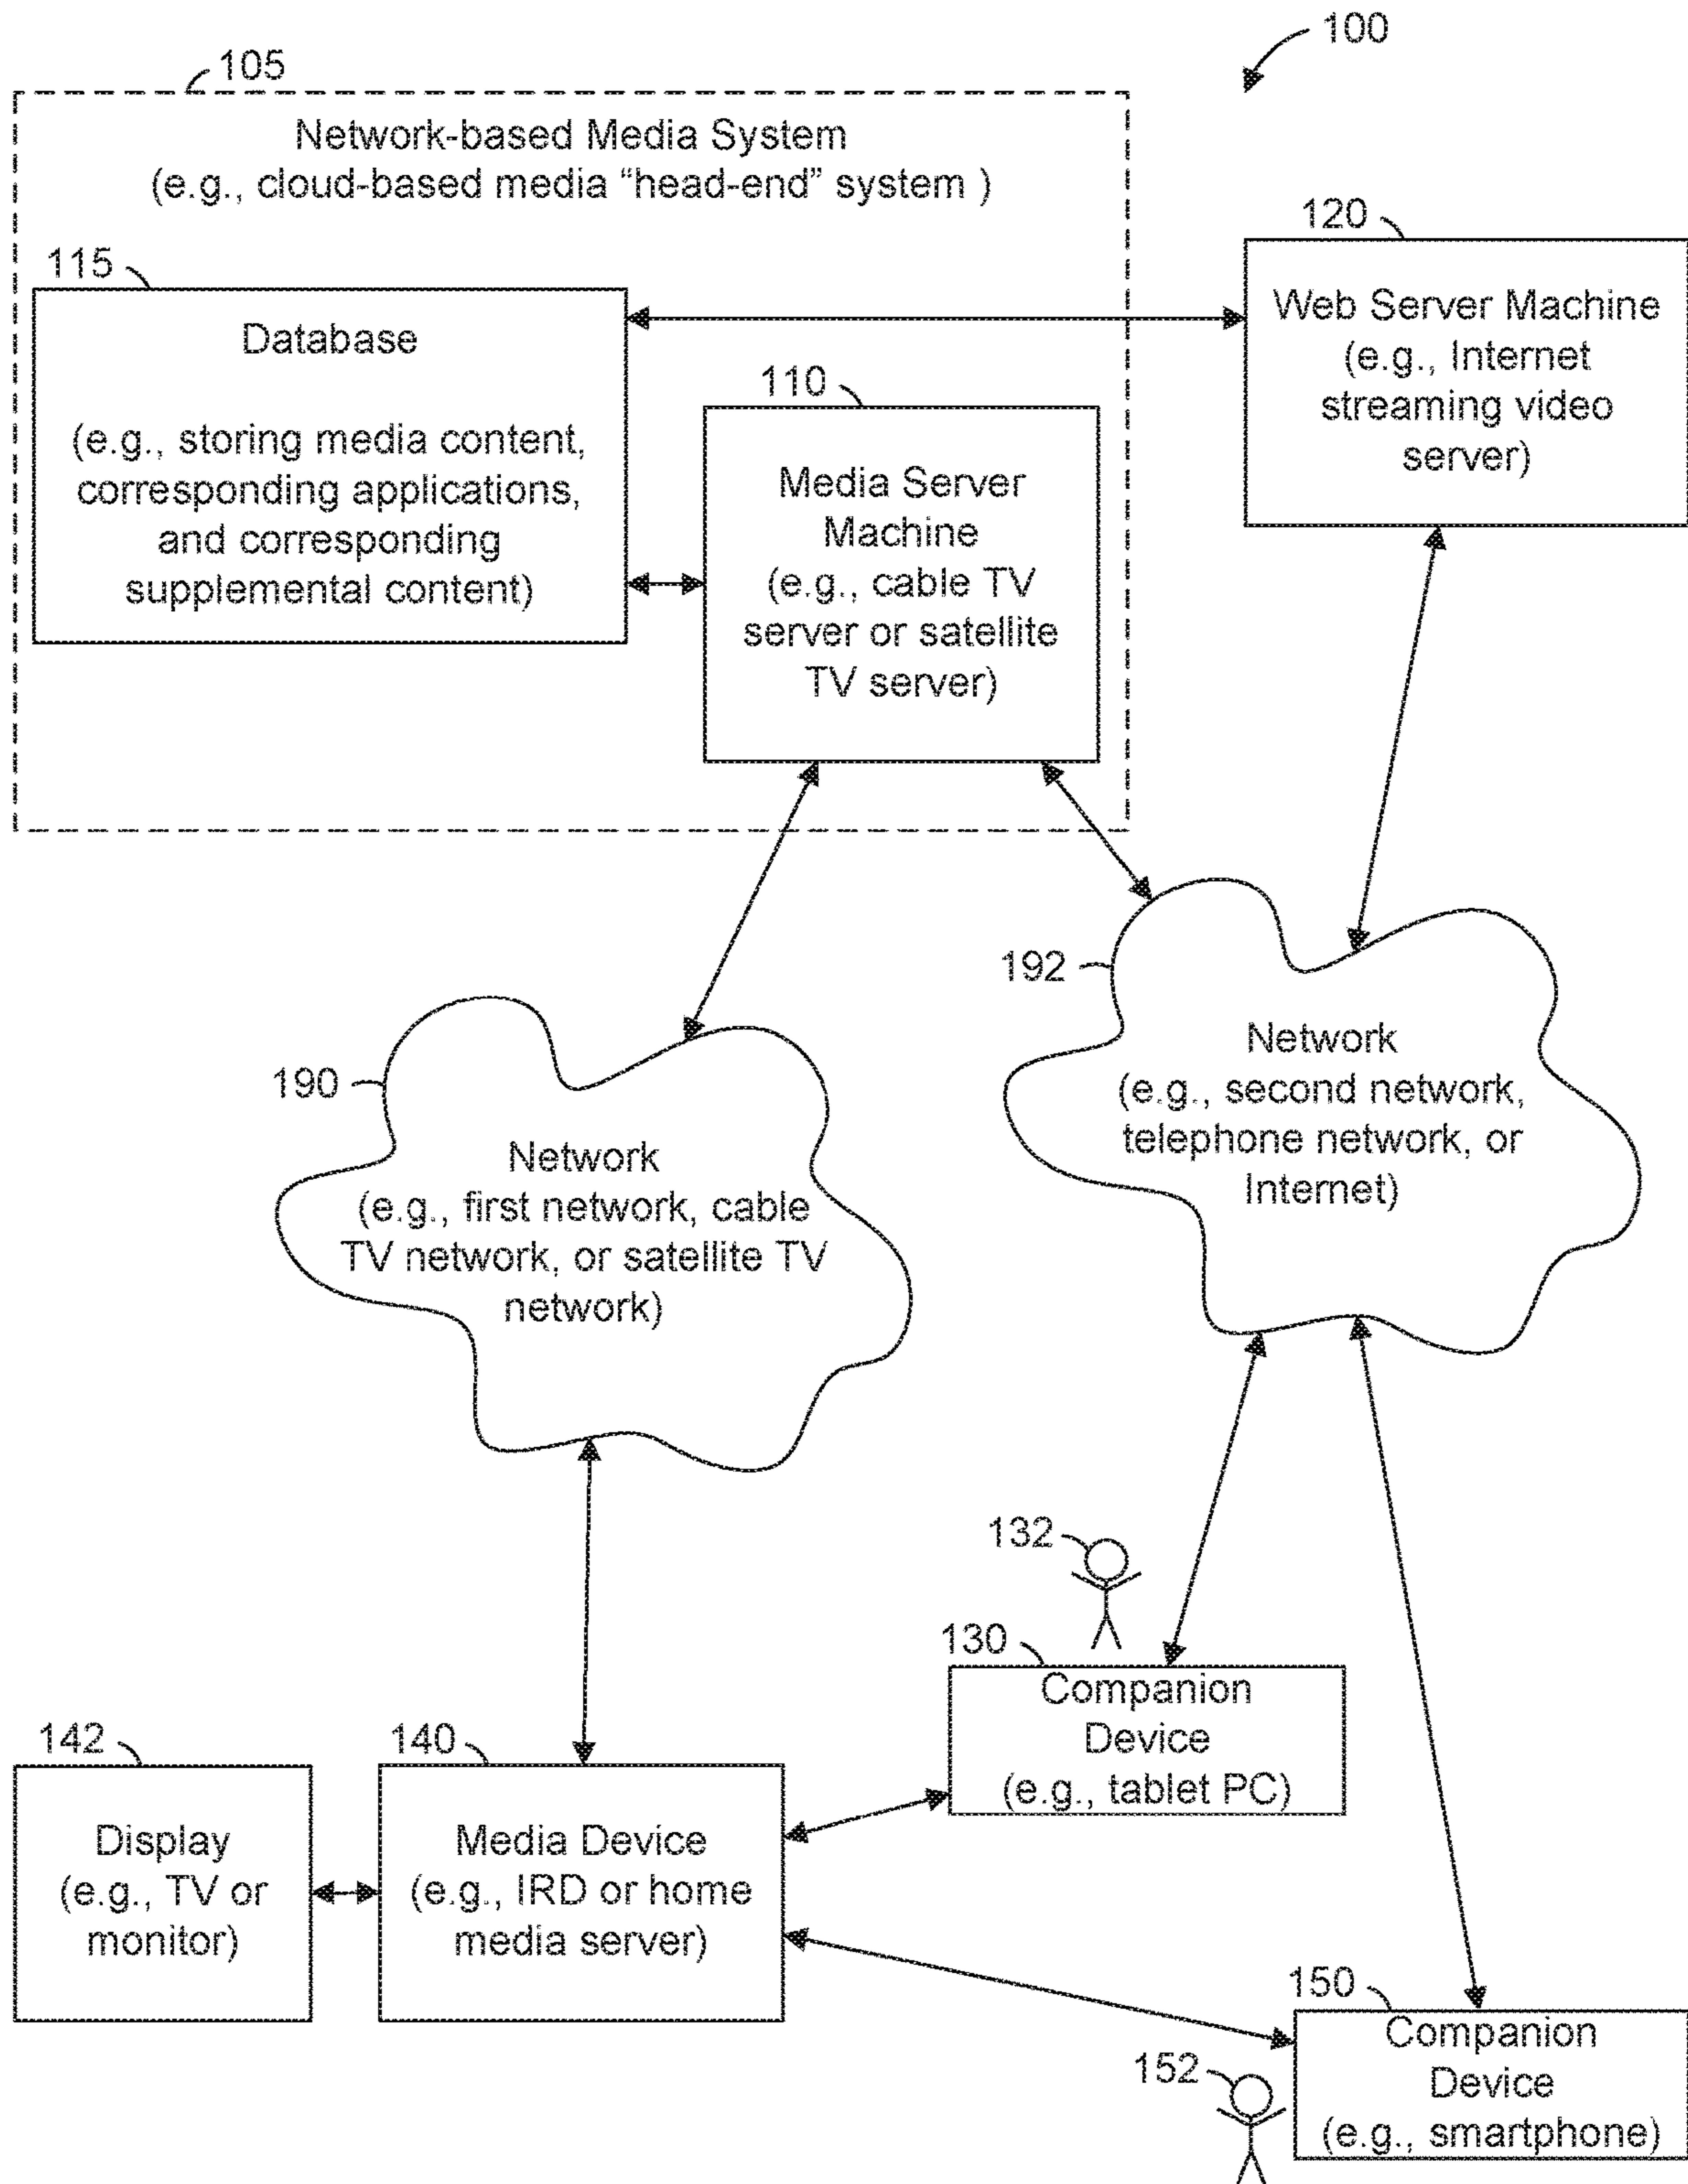 100
105
Network-based Media System
(e.g., cloud-based media “head-end” system )
120
115
Web Server Machine
(e.g., Internet
streaming video
server)
Database
(e.g., storing media content,
corresponding applications,
and corresponding
supplemental content)
110
Media Server
Machine
(e.g., cable TV
server or satellite
TV server)
192
Network
(e.g., second network,
telephone network, or
Internet)
190
Network
(e.g., first network, cable
TV network, or satellite TV
network)
132
130
Companion
Device
(e.g., tablet PC)
142
Display
(e.g., TV or
monitor)
140
Media Device
(e.g., IRD or home
media server)
150
Companion
Device
(e.g., smartphone)
152